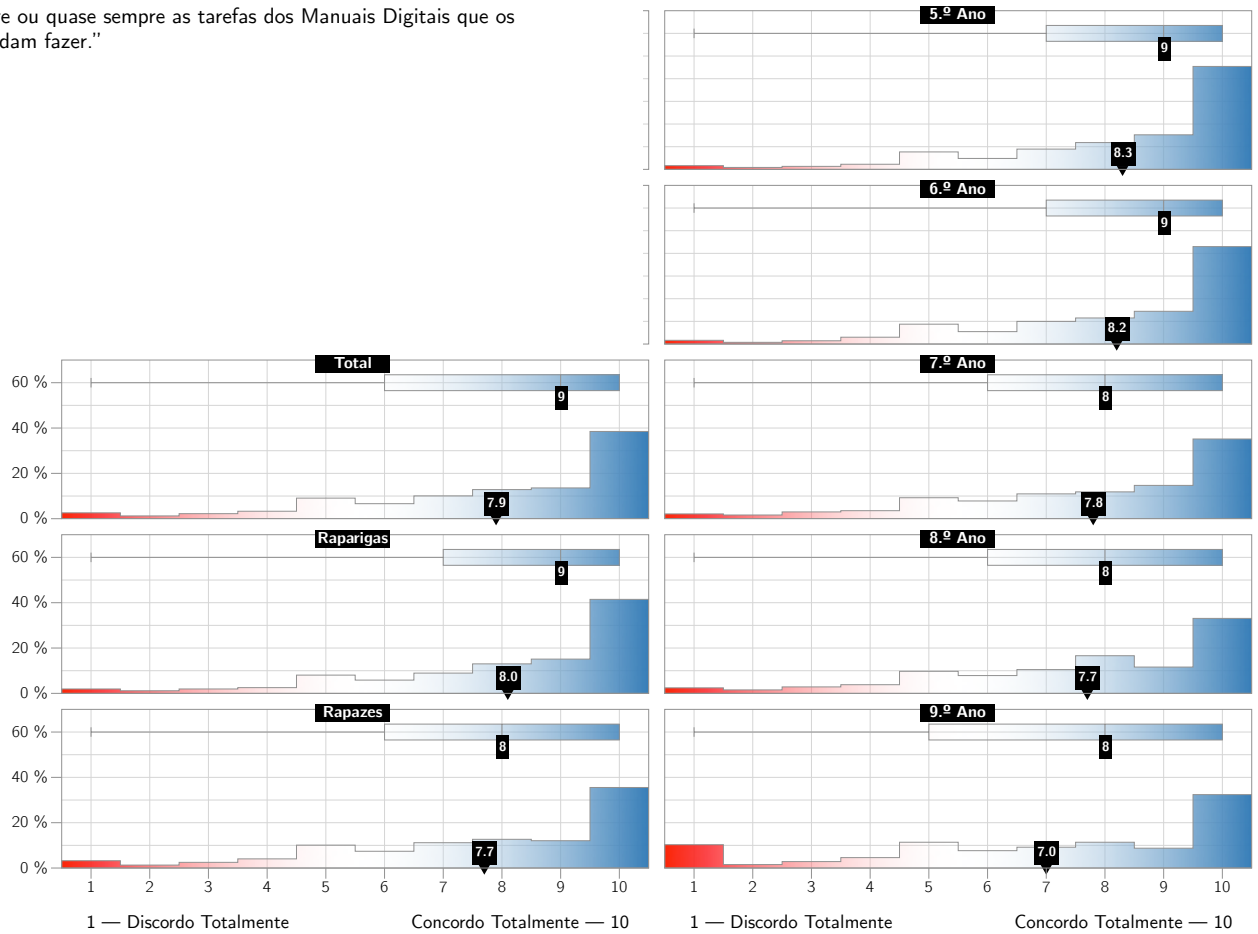 e ou quase sempre as tarefas dos Manuais Digitais que os
dam fazer.”
5.º Ano
9
8.3
6.º Ano
9
8.2
Total
60 %
9
40 %
20 %
7.9
0 %
7.º Ano
8
7.8
Raparigas
60 %
9
40 %
20 %
8.0
0 %
8.º Ano
8
7.7
Rapazes
60 %
8
40 %
20 %
7.7
0 %
1 2 3 4 5 6 7 8 9 10
1 — Discordo Totalmente Concordo Totalmente — 10
9.º Ano
8
7.0
1 2 3 4 5 6 7 8 9 10
1 — Discordo Totalmente Concordo Totalmente — 10